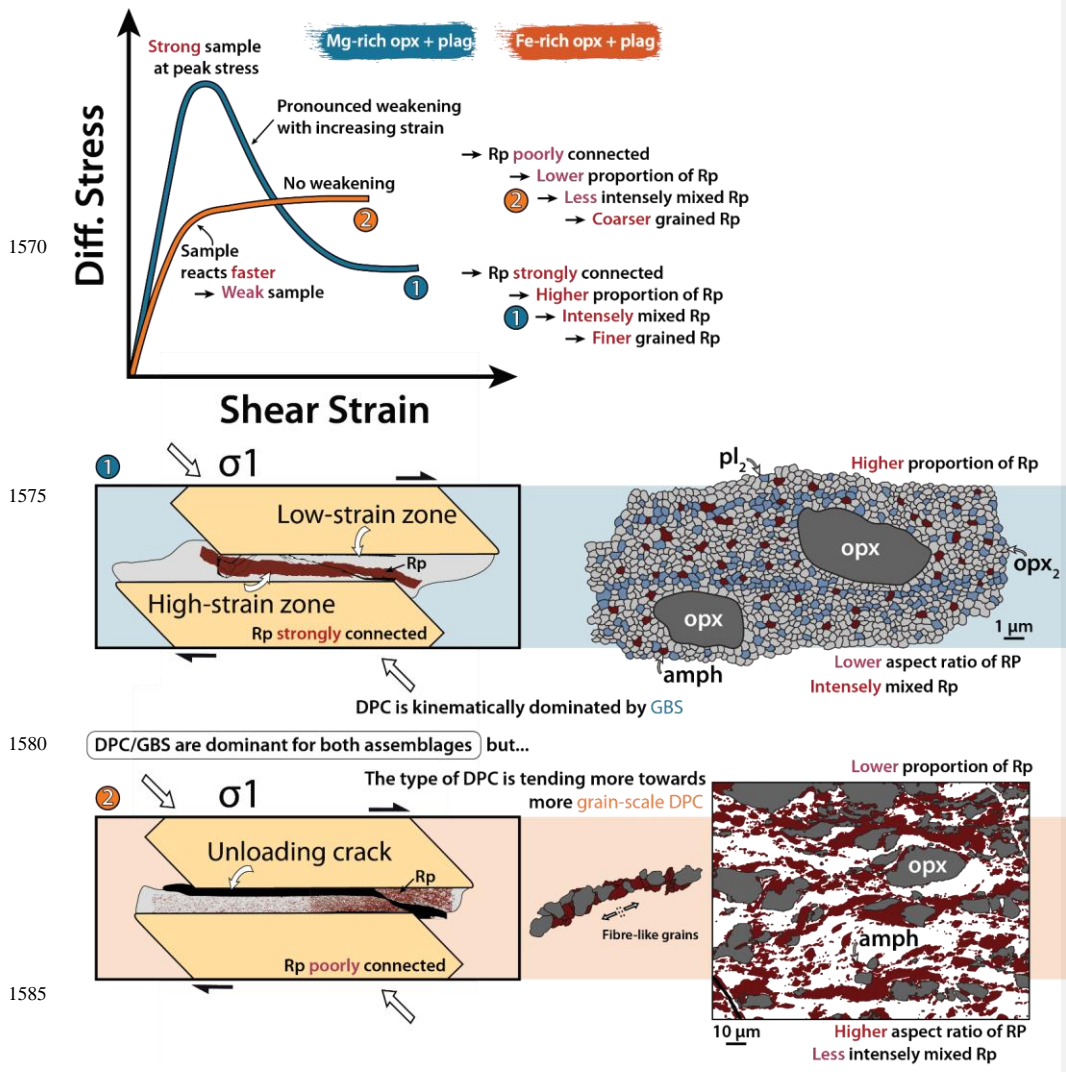 Mg-rich opx + plag
Fe-rich opx + plag
Strong sample
at peak stress
Pronounced weakening
with increasing strain
No weakening
2
Sample
reacts faster
→ Weak sample
1
Diff. Stress
Shear Strain
→ Rp poorly connected
→ Lower proportion of Rp
2 → Less intensely mixed Rp
→ Coarser grained Rp
→ Rp strongly connected
→ Higher proportion of Rp
1 → Intensely mixed Rp
→ Finer grained Rp
1570
1
σ1
Low-strain zone
Rp
High-strain zone
Rp strongly connected
1575
pl2
Higher proportion of Rp
opx
opx2
opx
1 μm
amph
Lower aspect ratio of RP
Intensely mixed Rp
DPC is kinematically dominated by GBS
1580
DPC/GBS are dominant for both assemblages but...
2
σ1
The type of DPC is tending more towards
more grain-scale DPC
Lower proportion of Rp
Unloading crack
Rp
Rp poorly connected
Fibre-like grains
opx
amph
1585
10 μm
Higher aspect ratio of RP
Less intensely mixed Rp